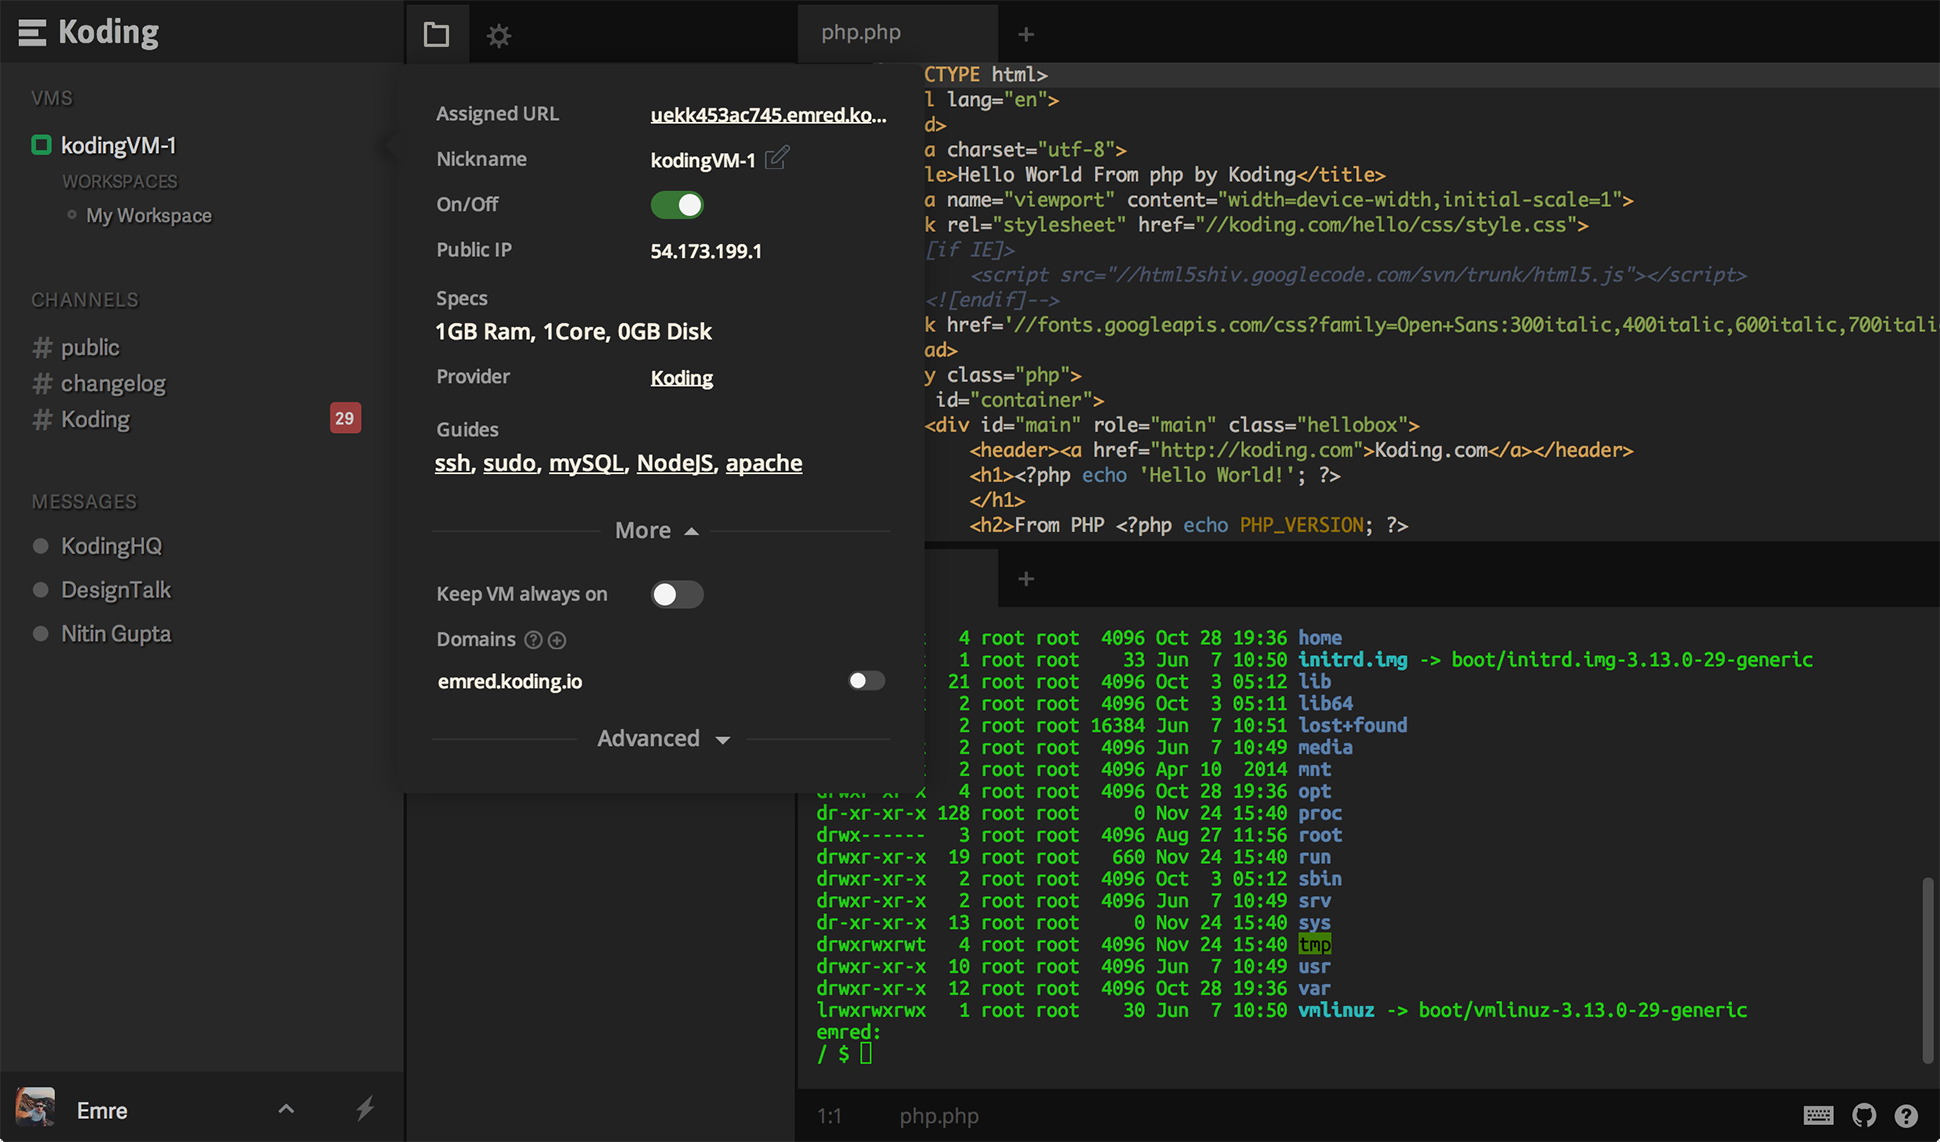 Koding
VMS
kodingVM-1
WORKSPACES
My Workspace
CHANNELS
# public
# changelog
# Koding
29
MESSAGES
KodingHQ
DesignTalk
Nitin Gupta
Emre
Assigned URL uekk453ac745.emred.ko...
Nickname kodingVM-1
On/Off
Public IP 54.173.199.1
Specs
1GB Ram, 1Core, 0GB Disk
Provider Koding
Guides
ssh, sudo, mySQL, NodeJS, apache
More
Keep VM always on
Domains ? +
emred.koding.io
Advanced
php.php +
CTYPE html>
l lang="en">
d>
a charset="utf-8">
le>Hello World From php by Koding</title>
a name="viewport" content="width=device-width,initial-scale=1">
k rel="stylesheet" href="//koding.com/hello/css/style.css">
[if IE]>
<script src="//html5shiv.googlecode.com/svn/trunk/html5.js"></script>
<![endif]-->
k href='//fonts.googleapis.com/css?family=Open+Sans:300italic,400italic,600italic,700itali
ad>
y class="php">
id="container">
<div id="main" role="main" class="hellobox">
<header><a href="http://koding.com">Koding.com</a></header>
<h1><?php echo 'Hello World!'; ?>
</h1>
<h2>From PHP <?php echo PHP_VERSION; ?>
+
4 root root 4096 Oct 28 19:36 home
1 root root 33 Jun 7 10:50 initrd.img -> boot/initrd.img-3.13.0-29-generic
21 root root 4096 Oct 3 05:12 lib
2 root root 4096 Oct 3 05:11 lib64
2 root root 16384 Jun 7 10:51 lost+found
2 root root 4096 Jun 7 10:49 media
2 root root 4096 Apr 10 2014 mnt
drwxr-xr-x 4 root root 4096 Oct 28 19:36 opt
dr-xr-xr-x 128 root root 0 Nov 24 15:40 proc
drwx------ 3 root root 4096 Aug 27 11:56 root
drwxr-xr-x 19 root root 660 Nov 24 15:40 run
drwxr-xr-x 2 root root 4096 Oct 3 05:12 sbin
drwxr-xr-x 2 root root 4096 Jun 7 10:49 srv
dr-xr-xr-x 13 root root 0 Nov 24 15:40 sys
drwxrwxrwt 4 root root 4096 Nov 24 15:40 tmp
drwxr-xr-x 10 root root 4096 Jun 7 10:49 usr
drwxr-xr-x 12 root root 4096 Oct 28 19:36 var
lrwxrwxrwx 1 root root 30 Jun 7 10:50 vmlinuz -> boot/vmlinuz-3.13.0-29-generic
emred:
/ $
1:1 php.php ?